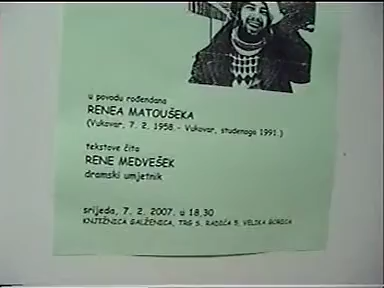 u povodu rođendana
RENEA MATOUŠEKA
(Vukovar, 7. 2. 1958.- Vukovar, studenoga 1991.)
tekstove čita
RENE MEDVEŠEK
dramski umjetnik
srijeda, 7. 2. 2007. u 18,30
KNJIŽNICA GALŽENICA, TRG S. RADIĆA 5, VELIKA GORICA